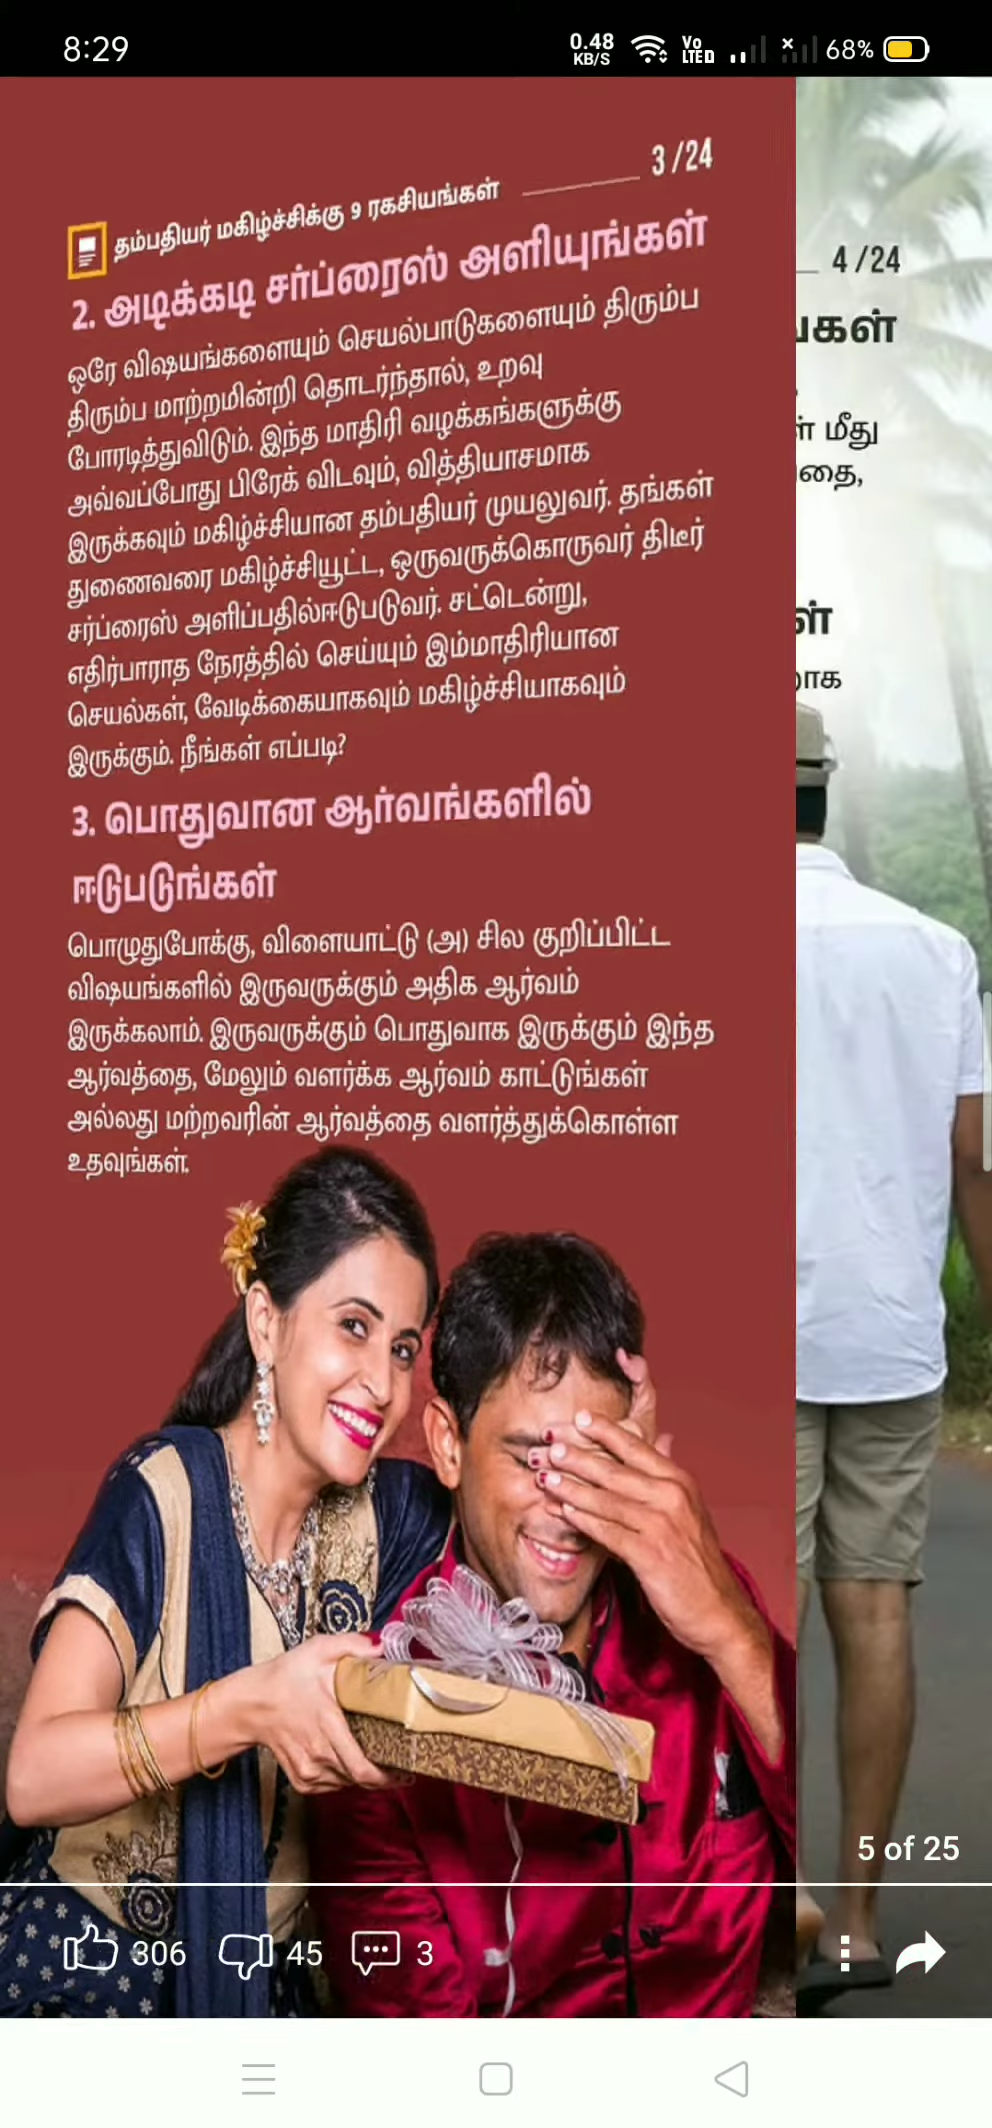 8:29
0.48 KB/S
Vo LTE
68%
3/24
தம்பதியர் மகிழ்ச்சிக்கு 9 ரகசியங்கள்
2. அடிக்கடி சர்ப்ரைஸ் அளியுங்கள்
ஒரே விஷயங்களையும் செயல்பாடுகளையும் திரும்ப
திரும்ப மாற்றமின்றி தொடர்ந்தால், உறவு
போரடித்துவிடும். இந்த மாதிரி வழக்கங்களுக்கு
அவ்வப்போது பிரேக் விடவும், வித்தியாசமாக
இருக்கவும் மகிழ்ச்சியான தம்பதியர் முயலுவர். தங்கள்
துணைவரை மகிழ்ச்சியூட்ட, ஒருவருக்கொருவர் திடீர்
சர்ப்ரைஸ் அளிப்பதில்ஈடுபடுவர். சட்டென்று,
எதிர்பாராத நேரத்தில் செய்யும் இம்மாதிரியான
செயல்கள், வேடிக்கையாகவும் மகிழ்ச்சியாகவும்
இருக்கும். நீங்கள் எப்படி?
3. பொதுவான ஆர்வங்களில்
ஈடுபடுங்கள்
பொழுதுபோக்கு, விளையாட்டு (அ) சில குறிப்பிட்ட
விஷயங்களில் இருவருக்கும் அதிக ஆர்வம்
இருக்கலாம். இருவருக்கும் பொதுவாக இருக்கும் இந்த
ஆர்வத்தை, மேலும் வளர்க்க ஆர்வம் காட்டுங்கள்
அல்லது மற்றவரின் ஆர்வத்தை வளர்த்துக்கொள்ள
உதவுங்கள்.
4/24
மீது
5 of 25
306 45 3